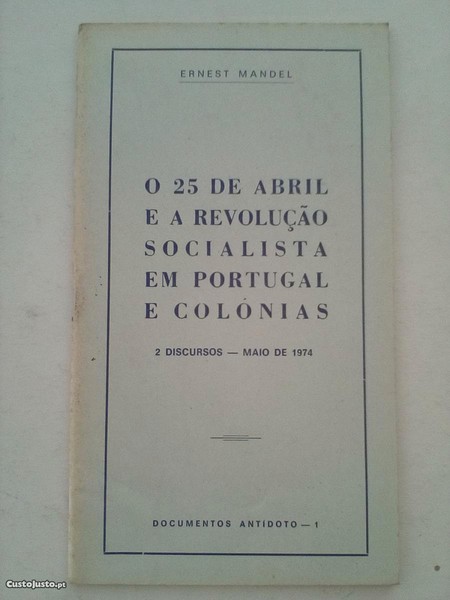 ERNEST MANDEL
O 25 DE ABRIL
E A REVOLUÇÃO
SOCIALISTA
EM PORTUGAL
E COLÓNIAS
2 DISCURSOS — MAIO DE 1974
DOCUMENTOS ANTIDOTO — 1
CustoJusto.pt